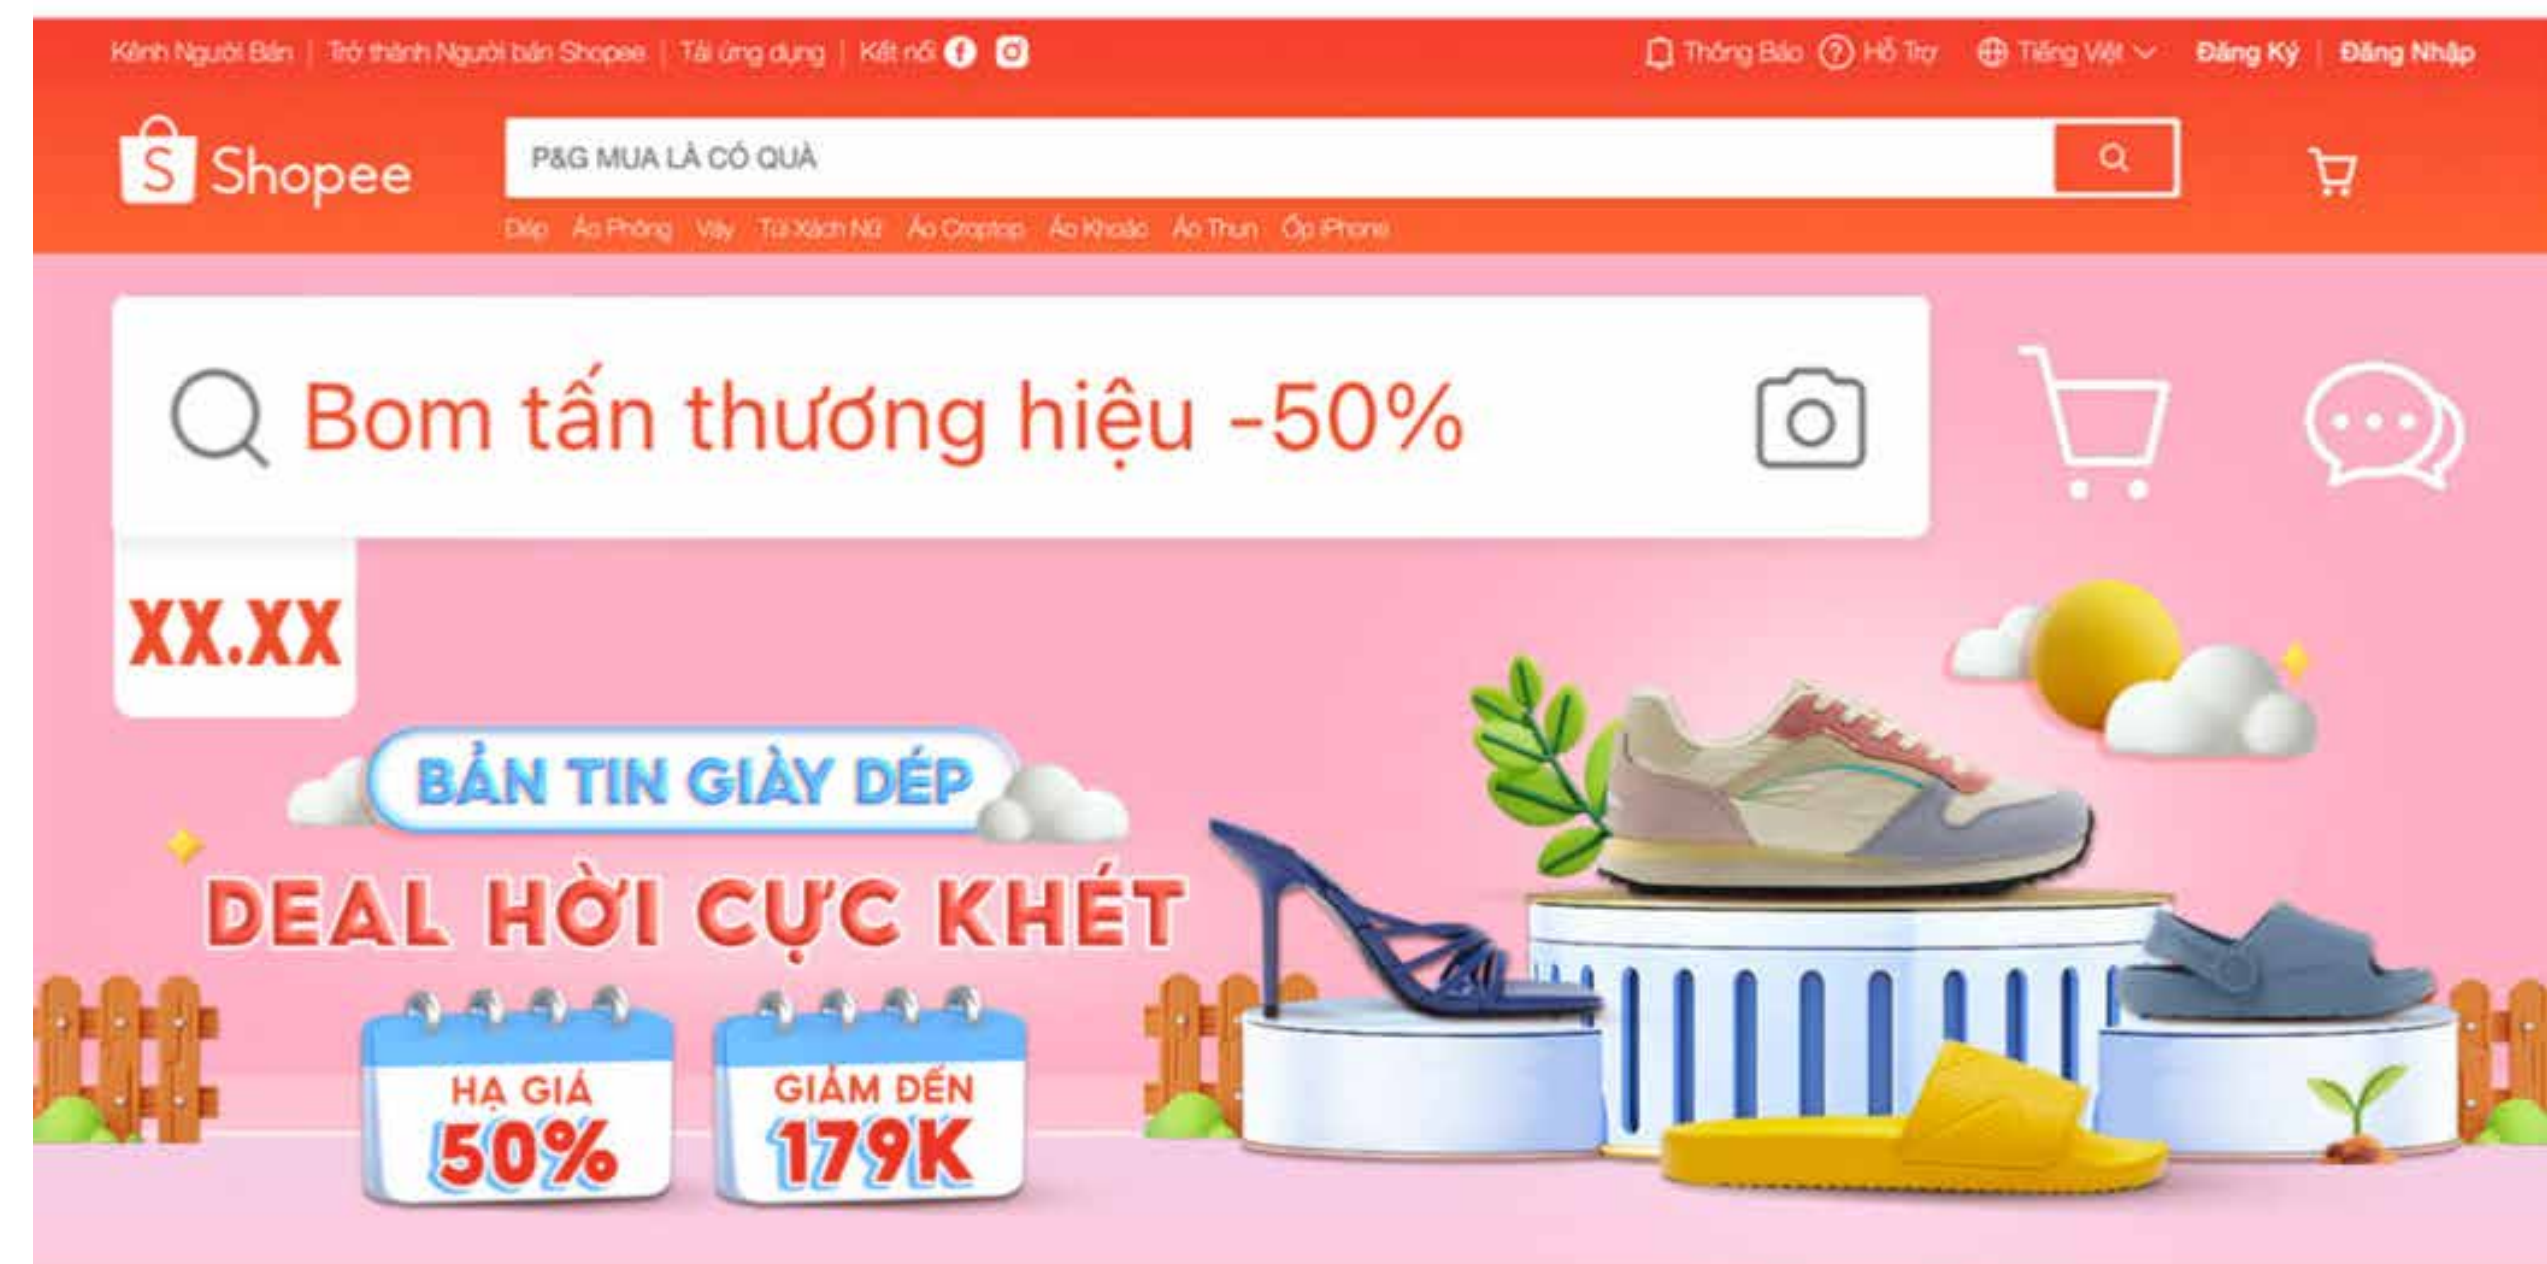 Kênh Người Bán | Trở thành Người bán Shopee | Tải ứng dụng | Kết nối
Thông Báo Hỗ Trợ Tiếng Việt Đăng Ký | Đăng Nhập
Shopee
P&G MUA LÀ CÓ QUÀ
Dép Áo Phông Váy Túi Xách Nữ Áo Croptop Áo Khoác Áo Thun Ốp iPhone
Bom tấn thương hiệu -50%
XX.XX
BẢN TIN GIÀY DÉP
DEAL HỜI CỰC KHÉT
HẠ GIÁ
50%
GIẢM ĐẾN
179K